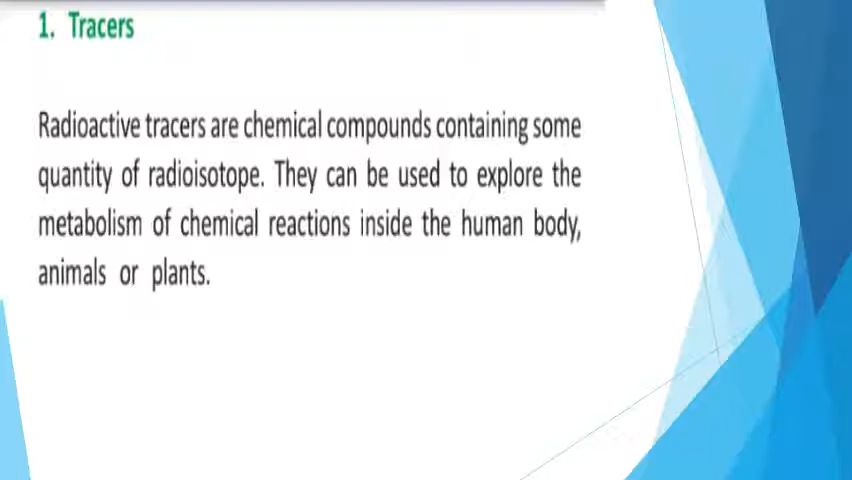 1. Tracers
Radioactive tracers are chemical compounds containing some
quantity of radioisotope. They can be used to explore the
metabolism of chemical reactions inside the human body,
animals or plants.